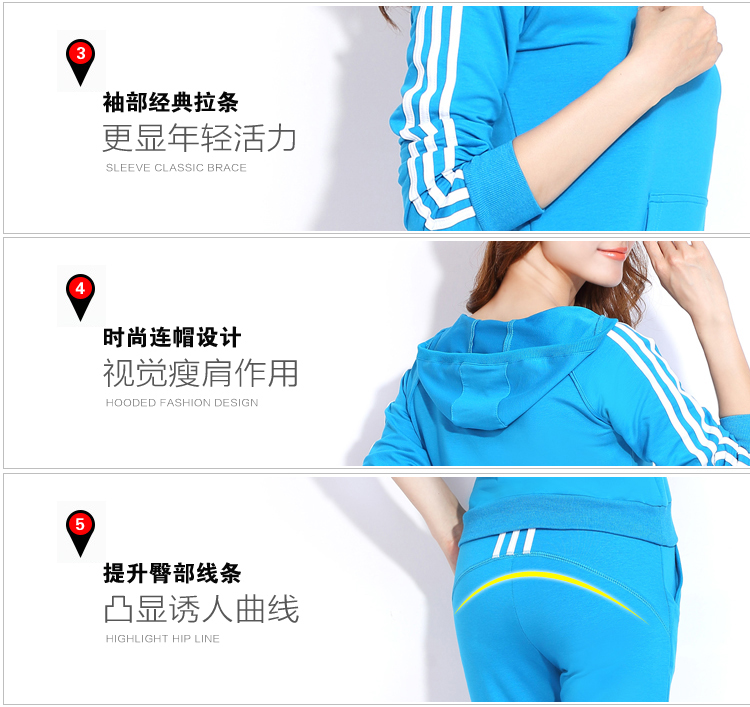 3
袖部经典拉条
更显年轻活力
SLEEVE CLASSIC BRACE
4
时尚连帽设计
视觉瘦肩作用
HOODED FASHION DESIGN
5
提升臀部线条
凸显诱人曲线
HIGHLIGHT HIP LINE